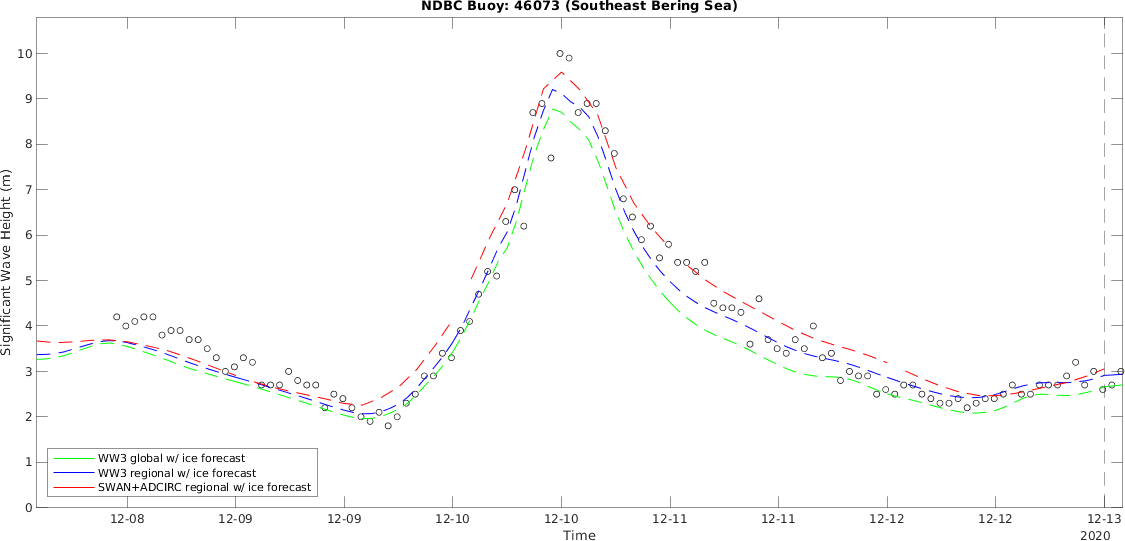 NDBC Buoy: 46073 (Southeast Bering Sea)
Significant Wave Height (m)
10
9
8
7
6
5
4
3
2
1
0
WW3 global w/ ice forecast
WW3 regional w/ ice forecast
SWAN+ADCIRC regional w/ ice forecast
12-08 12-09 12-09 12-10 12-10 12-11 12-11 12-12 12-12 12-13
Time 2020